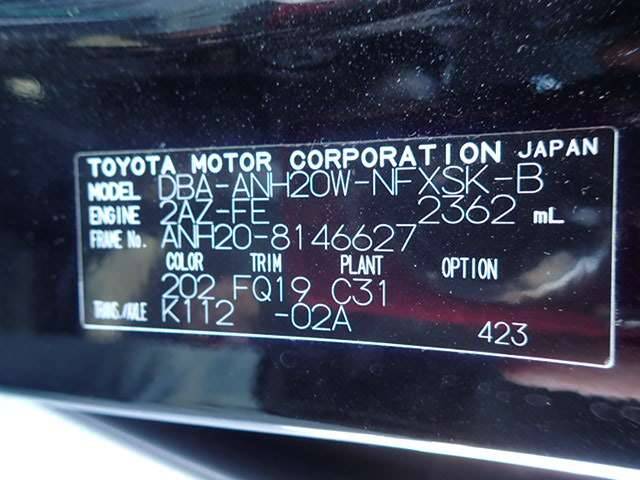 TOYOTA MOTOR CORPORATION JAPAN
MODEL DBA-ANH20W-NFXSK-B
ENGINE 2AZ-FE 2362 mL
FRAME No. ANH20-8146627
COLOR TRIM PLANT OPTION
202 FQ19 C31
TRANS./AXLE K112 -02A 423